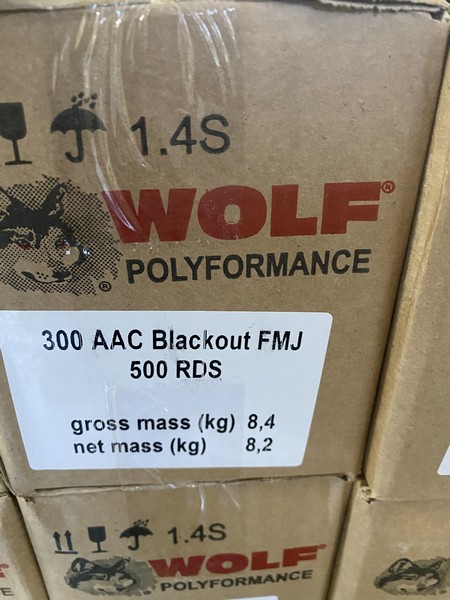 1.4S
WOLF®
POLYFORMANCE
®
300 AAC Blackout FMJ
500 RDS
gross mass (kg) 8,4
net mass (kg) 8,2
1.4S
WOLF
POLYFORMANCE